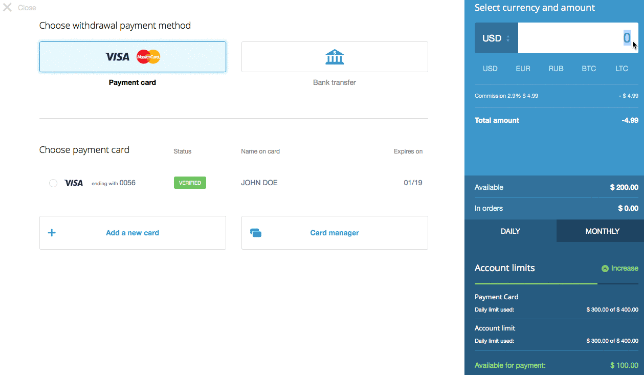 Close
Choose withdrawal payment method
VISA MasterCard
Payment card
Bank transfer
Choose payment card Status Name on card Expires on
VISA ending with 0056 VERIFIED JOHN DOE 01/19
+ Add a new card
Card manager
Select currency and amount
USD 0
USD EUR RUB BTC LTC
Commission 2.9% $ 4.99 - $ 4.99
Total amount -4.99
Available $ 200.00
In orders $ 0.00
DAILY MONTHLY
Account limits Increase
Payment Card
Daily limit used: $ 300.00 of $ 400.00
Account limit
Daily limit used: $ 300.00 of $ 400.00
Available for payment: $ 100.00